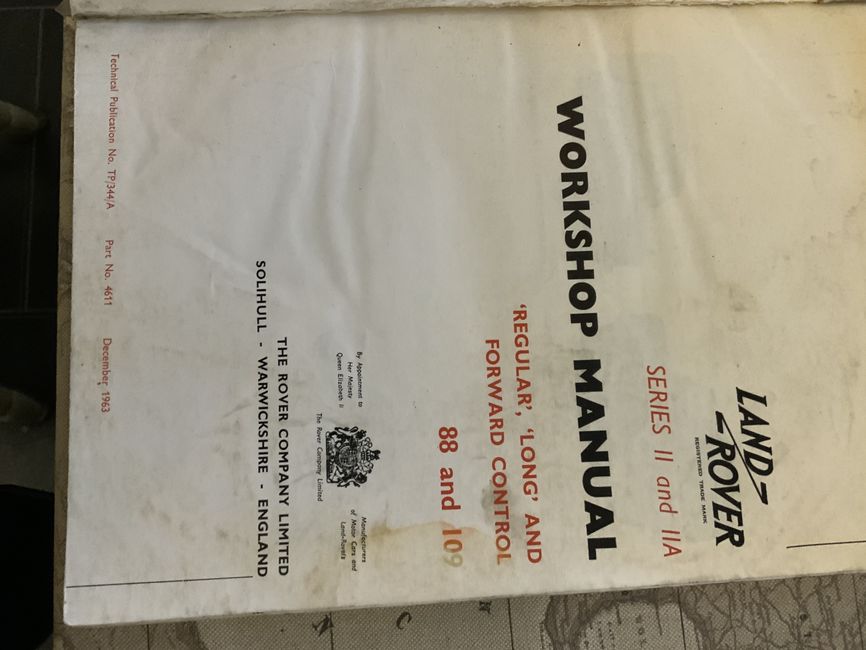 LAND-
ROVER
REGISTERED TRADE MARK
SERIES II and IIA
WORKSHOP MANUAL
'REGULAR', 'LONG' AND
FORWARD CONTROL
88 and 109
By Appointment to
Her Majesty
Queen Elizabeth II
Manufacturers
of Motor Cars and
Land-Rovers
The Rover Company Limited
THE ROVER COMPANY LIMITED
SOLIHULL - WARWICKSHIRE - ENGLAND
Technical Publication No. TP/344/A Part No. 4611 December, 1963